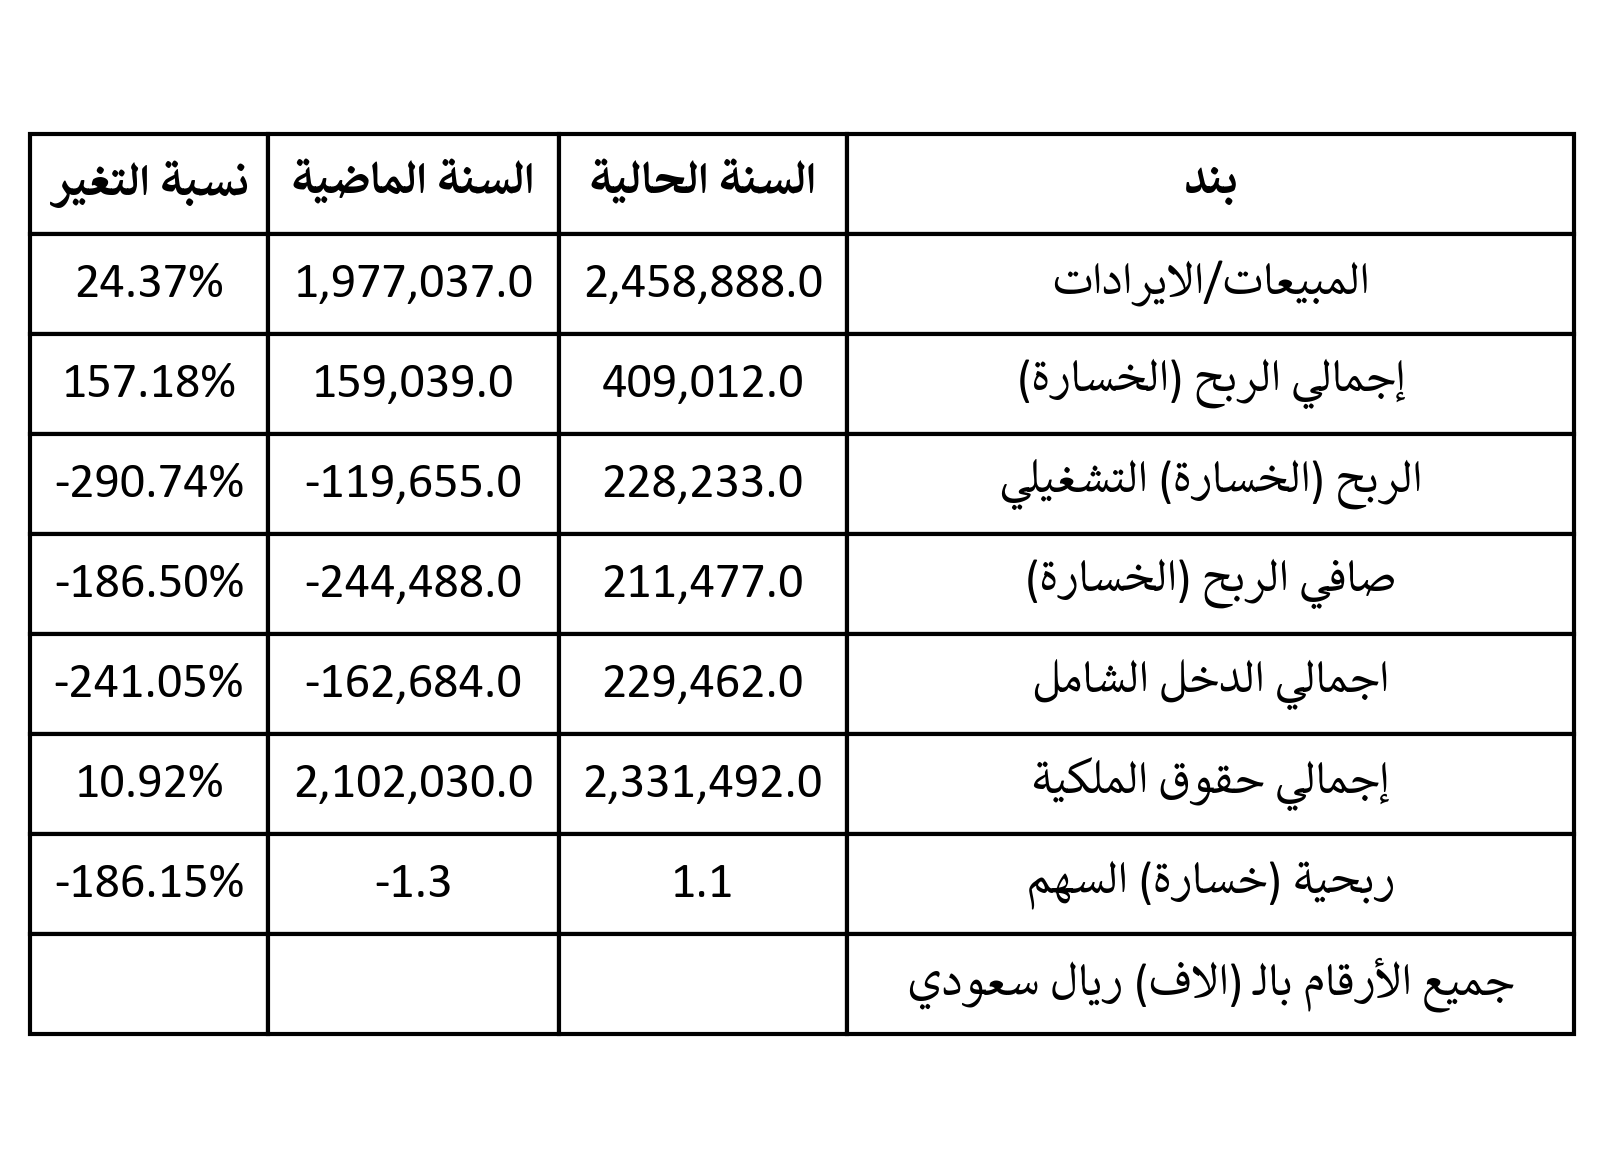 بند السنة الحالية السنة الماضية نسبة التغير
المبيعات/الايرادات 2,458,888.0 1,977,037.0 24.37%
إجمالي الربح (الخسارة) 409,012.0 159,039.0 157.18%
الربح (الخسارة) التشغيلي 228,233.0 -119,655.0 -290.74%
صافي الربح (الخسارة) 211,477.0 -244,488.0 -186.50%
اجمالي الدخل الشامل 229,462.0 -162,684.0 -241.05%
إجمالي حقوق الملكية 2,331,492.0 2,102,030.0 10.92%
ربحية (خسارة) السهم 1.1 -1.3 -186.15%
جميع الأرقام بالـ (الاف) ريال سعودي